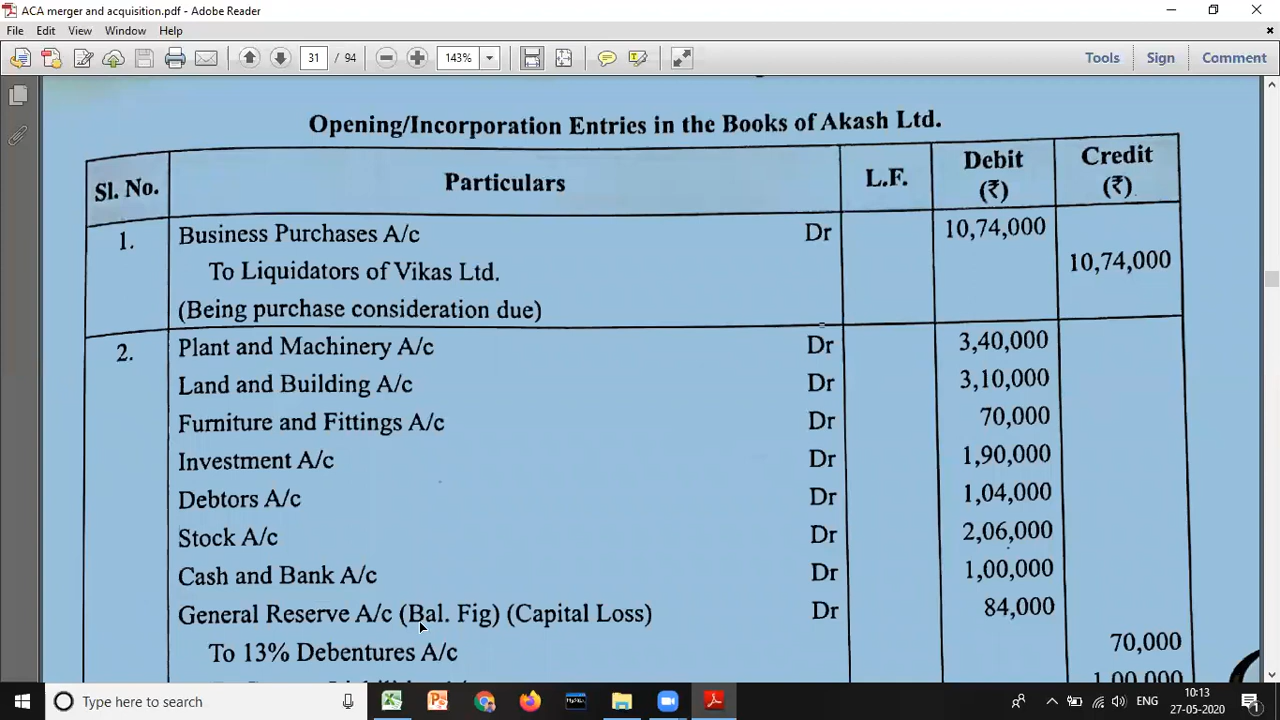 ACA merger and acquisition.pdf - Adobe Reader
File Edit View Window Help
31 / 94 143% Tools Sign Comment
Opening/Incorporation Entries in the Books of Akash Ltd.
Sl. No. Particulars L.F. Debit (₹) Credit (₹)
1. Business Purchases A/c Dr 10,74,000
To Liquidators of Vikas Ltd. 10,74,000
(Being purchase consideration due)
2. Plant and Machinery A/c Dr 3,40,000
Land and Building A/c Dr 3,10,000
Furniture and Fittings A/c Dr 70,000
Investment A/c Dr 1,90,000
Debtors A/c Dr 1,04,000
Stock A/c Dr 2,06,000
Cash and Bank A/c Dr 1,00,000
General Reserve A/c (Bal. Fig) (Capital Loss) Dr 84,000
To 13% Debentures A/c 70,000
1,00,000
Type here to search ENG 10:13
27-05-2020